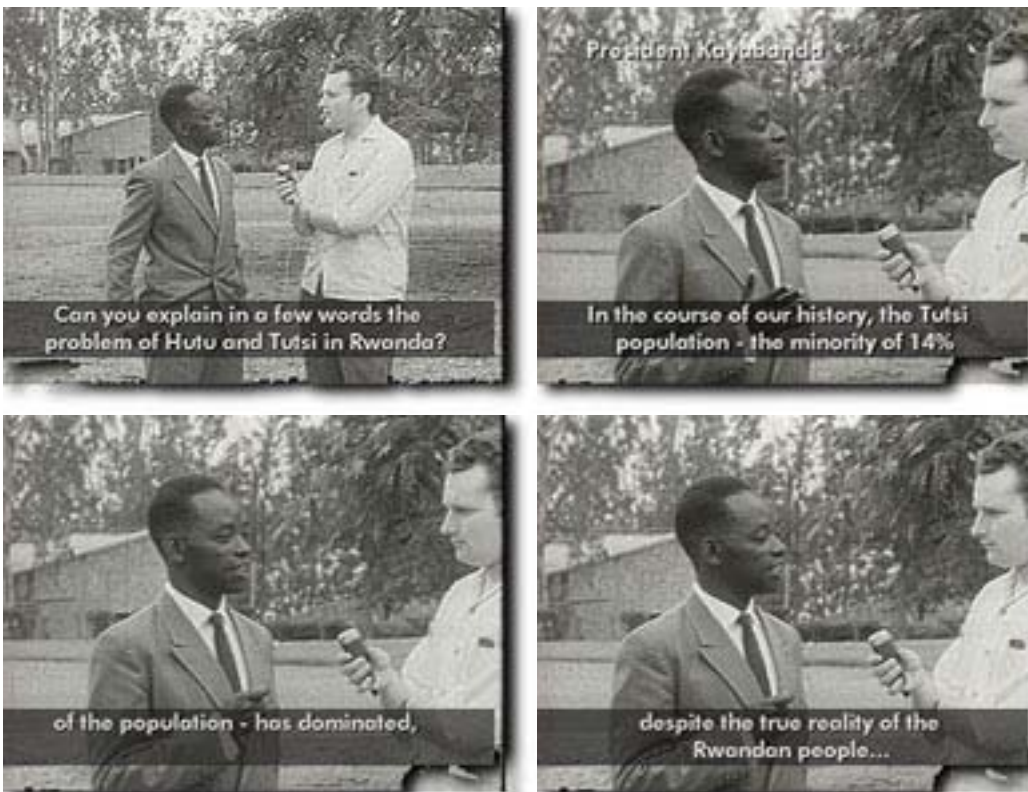 Can you explain in a few words the
problem of Hutu and Tutsi in Rwanda?
President Kayabanda
In the course of our history, the Tutsi
population - the minority of 14%
of the population - has dominated,
despite the true reality of the
Rwandan people...